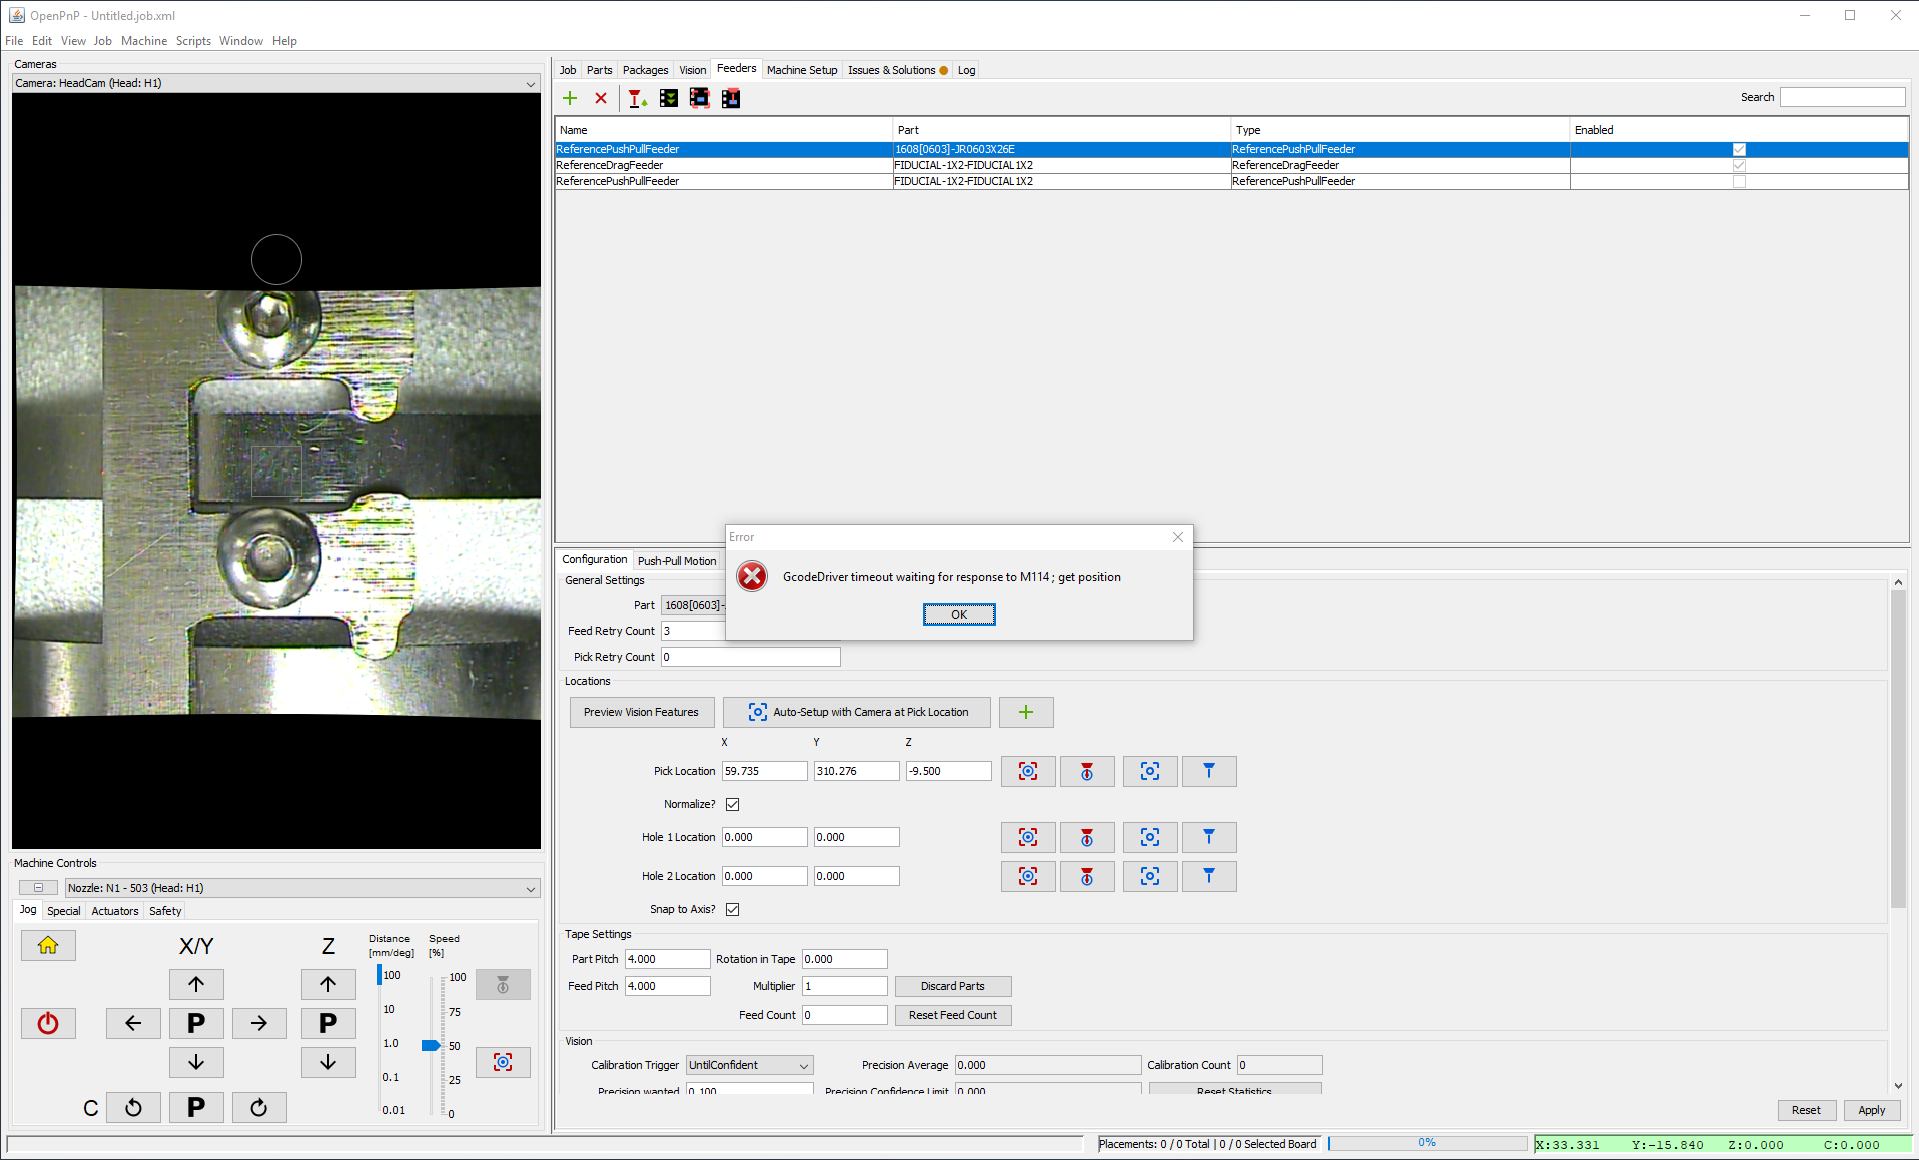 OpenPnP - Untitled.job.xml
File Edit View Job Machine Scripts Window Help
Cameras
Camera: HeadCam (Head: H1)
Job Parts Packages Vision Feeders Machine Setup Issues & Solutions Log
Search
Name Part Type Enabled
ReferencePushPullFeeder 1608[0603]-JR0603X26E ReferencePushPullFeeder
ReferenceDragFeeder FIDUCIAL-1X2-FIDUCIAL1X2 ReferenceDragFeeder
ReferencePushPullFeeder FIDUCIAL-1X2-FIDUCIAL1X2 ReferencePushPullFeeder
Error
GcodeDriver timeout waiting for response to M114 ; get position
OK
Configuration Push-Pull Motion
General Settings
Part 1608[0603]-
Feed Retry Count 3
Pick Retry Count 0
Locations
Preview Vision Features Auto-Setup with Camera at Pick Location
X Y Z
Pick Location 59.735 310.276 -9.500
Normalize?
Hole 1 Location 0.000 0.000
Hole 2 Location 0.000 0.000
Snap to Axis?
Tape Settings
Part Pitch 4.000 Rotation in Tape 0.000
Feed Pitch 4.000 Multiplier 1 Discard Parts
Feed Count 0 Reset Feed Count
Vision
Calibration Trigger UntilConfident Precision Average 0.000 Calibration Count 0
Precision wanted 0.100 Precision Confidence Limit 0.000 Reset Statistics
Reset Apply
Machine Controls
Nozzle: N1 - 503 (Head: H1)
Jog Special Actuators Safety
X/Y Z
Distance [mm/deg]
Speed [%]
100 10 1.0 0.1 0.01
100 75 50 25 0
P P
C P
Placements: 0 / 0 Total | 0 / 0 Selected Board 0% X:33.331 Y:-15.840 Z:0.000 C:0.000